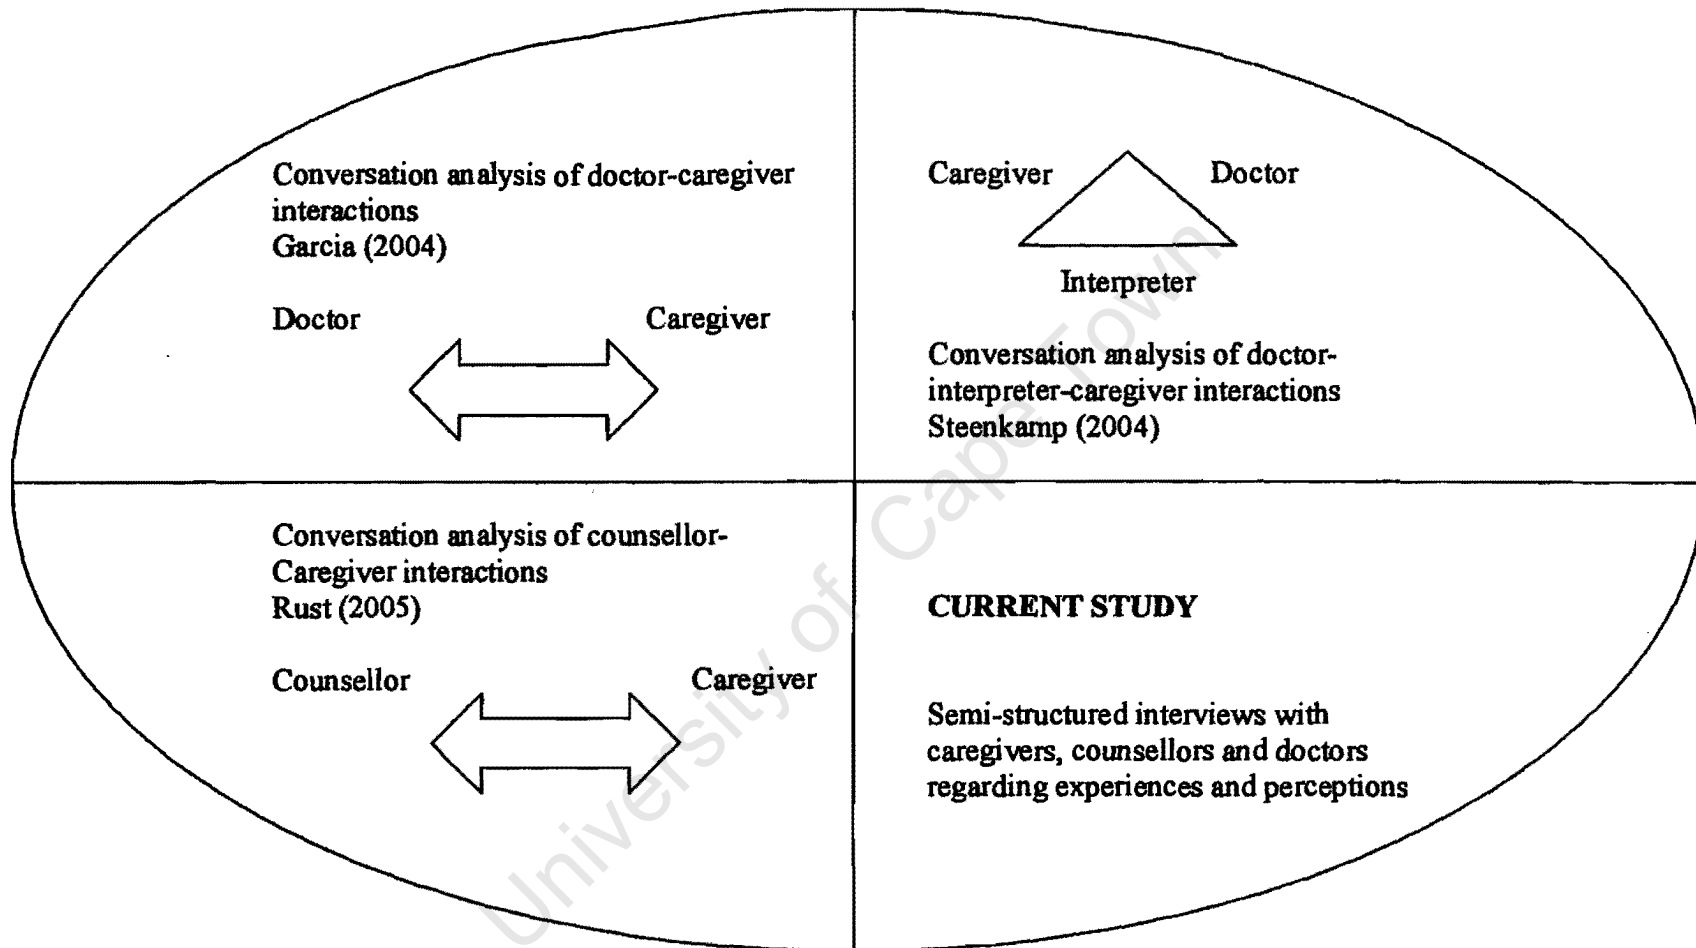 Conversation analysis of doctor-caregiver
interactions
Garcia (2004)
Doctor Caregiver
Caregiver Doctor
Interpreter
Conversation analysis of doctor-
interpreter-caregiver interactions
Steenkamp (2004)
Conversation analysis of counsellor-
Caregiver interactions
Rust (2005)
Counsellor Caregiver
CURRENT STUDY
Semi-structured interviews with
caregivers, counsellors and doctors
regarding experiences and perceptions
University of Cape Town